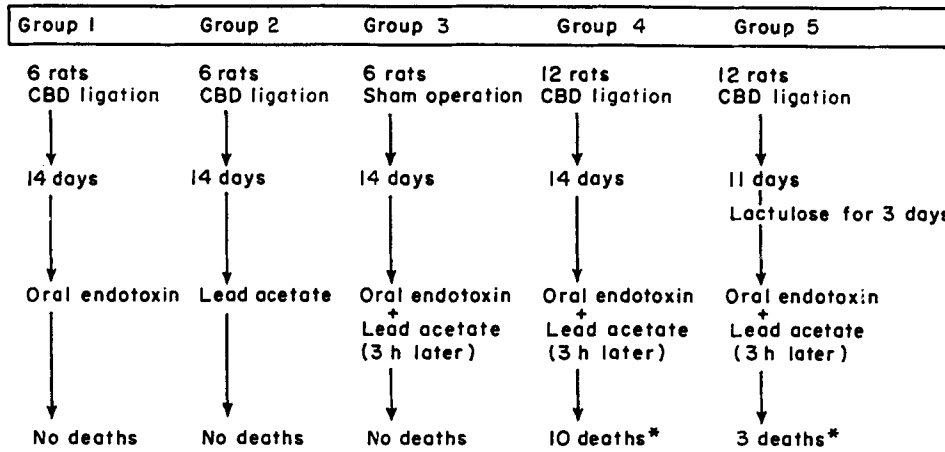 Group 1 Group 2 Group 3 Group 4 Group 5
6 rats 6 rats 6 rats 12 rats 12 rats
CBD ligation CBD ligation Sham operation CBD ligation CBD ligation
14 days 14 days 14 days 14 days 11 days
Lactulose for 3 days
Oral endotoxin Lead acetate Oral endotoxin Oral endotoxin Oral endotoxin
+ + +
Lead acetate Lead acetate Lead acetate
(3 h later) (3 h later) (3 h later)
No deaths No deaths No deaths 10 deaths* 3 deaths*